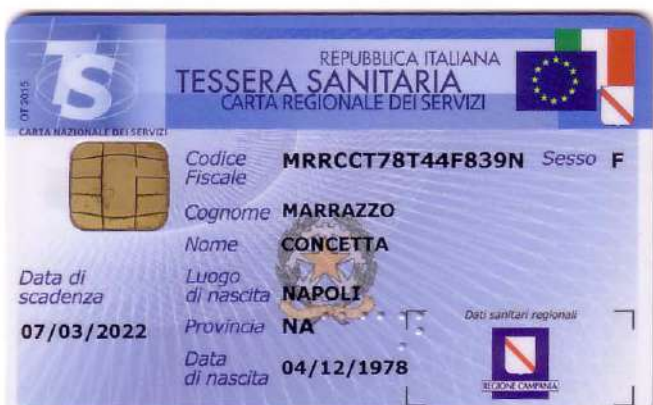 REPUBBLICA ITALIANA
TESSERA SANITARIA
CARTA REGIONALE DEI SERVIZI
TS
OT 2015
CARTA NAZIONALE DEI SERVIZI
Codice Fiscale MRRCCT78T44F839N Sesso F
Cognome MARRAZZO
Nome CONCETTA
Luogo di nascita NAPOLI
Provincia NA
Data di nascita 04/12/1978
Data di scadenza
07/03/2022
Dati sanitari regionali
REGIONE CAMPANIA